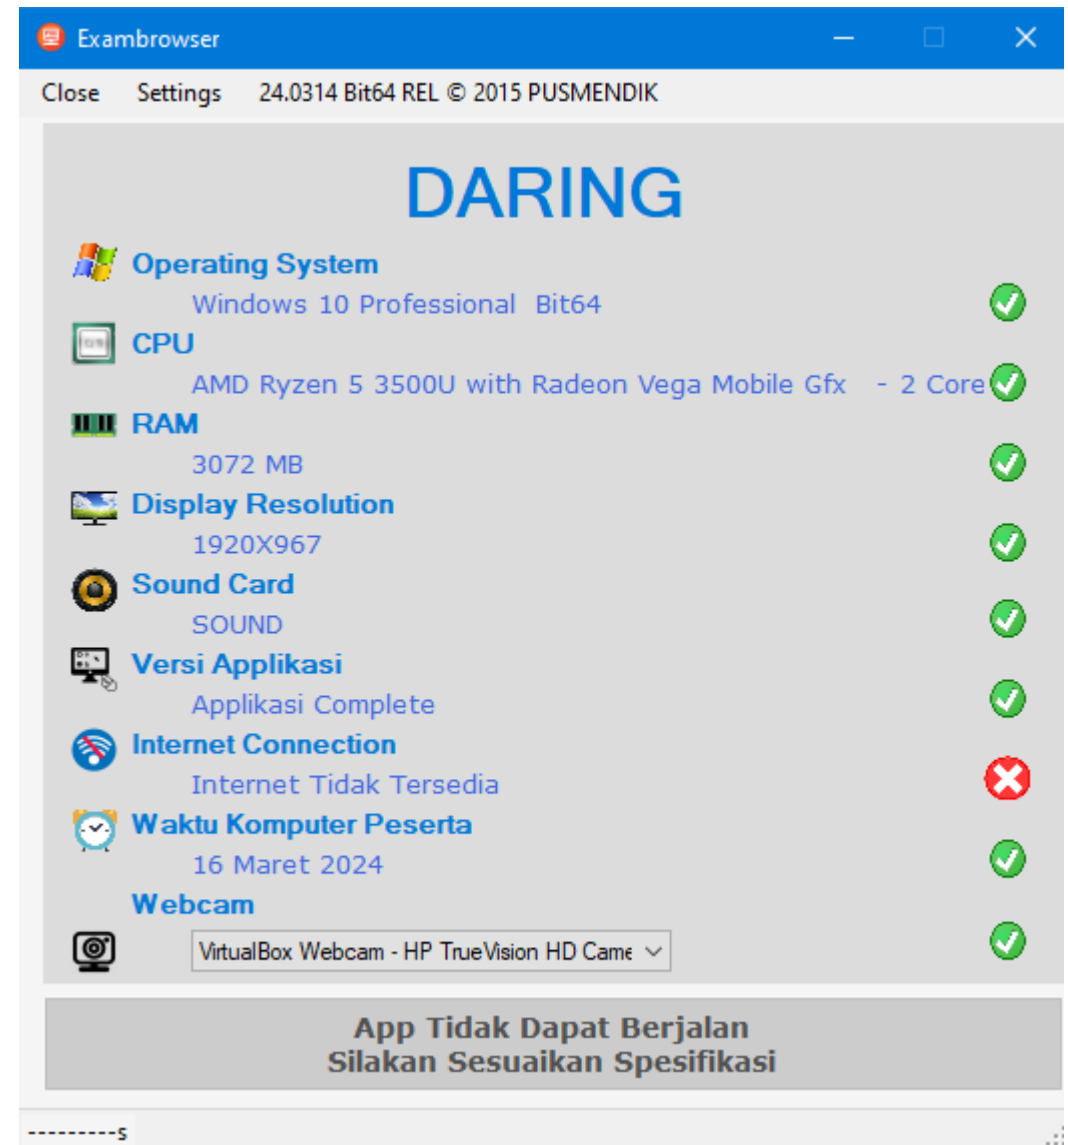 Exambrowser
Close Settings 24.0314 Bit64 REL © 2015 PUSMENDIK
DARING
Operating System
Windows 10 Professional Bit64
CPU
AMD Ryzen 5 3500U with Radeon Vega Mobile Gfx - 2 Core
RAM
3072 MB
Display Resolution
1920X967
Sound Card
SOUND
Versi Applikasi
Applikasi Complete
Internet Connection
Internet Tidak Tersedia
Waktu Komputer Peserta
16 Maret 2024
Webcam
VirtualBox Webcam - HP TrueVision HD Came
App Tidak Dapat Berjalan
Silakan Sesuaikan Spesifikasi
---------s